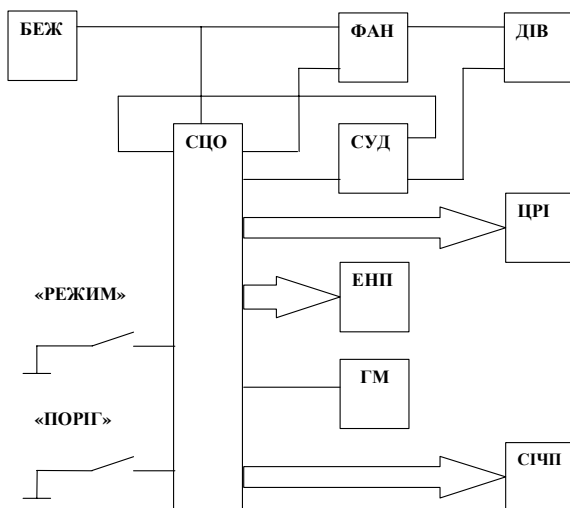 БЕЖ
ФАН
ДІВ
СЦО
СУД
ЦРІ
«РЕЖИМ»
ЕНП
ГМ
«ПОРІГ»
СІЧП